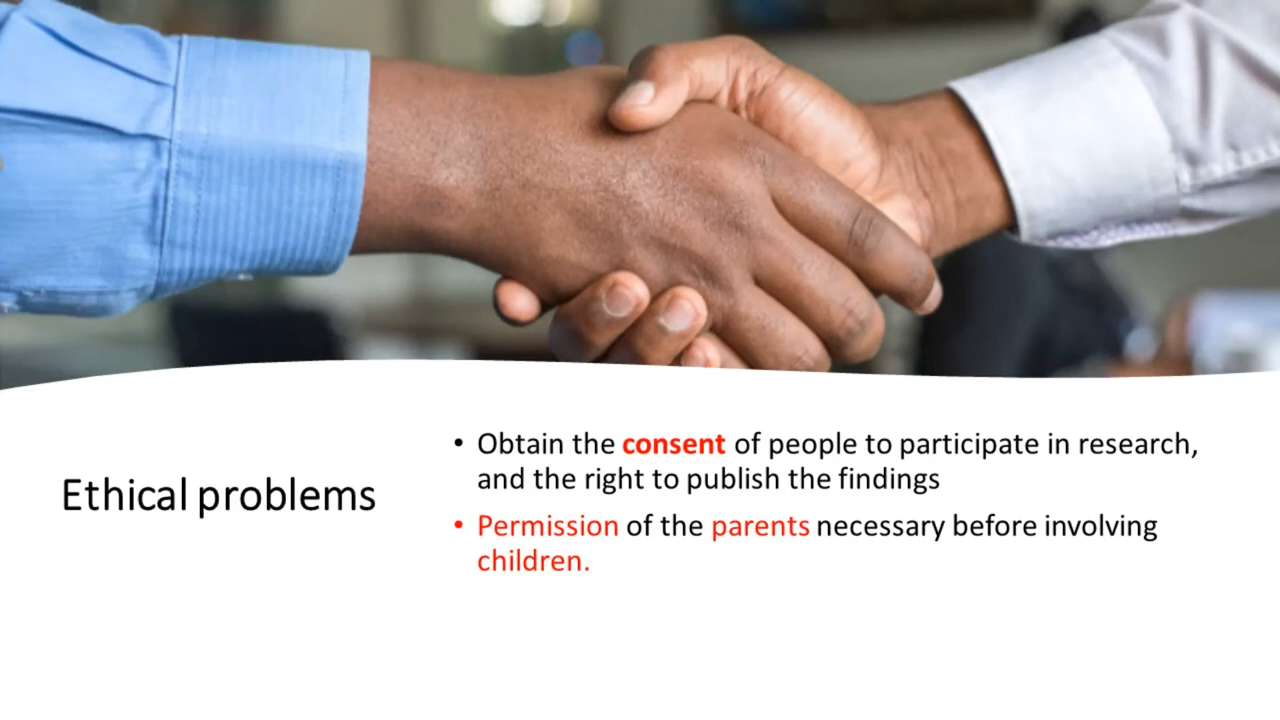 Ethical problems
• Obtain the consent of people to participate in research,
and the right to publish the findings
• Permission of the parents necessary before involving
children.